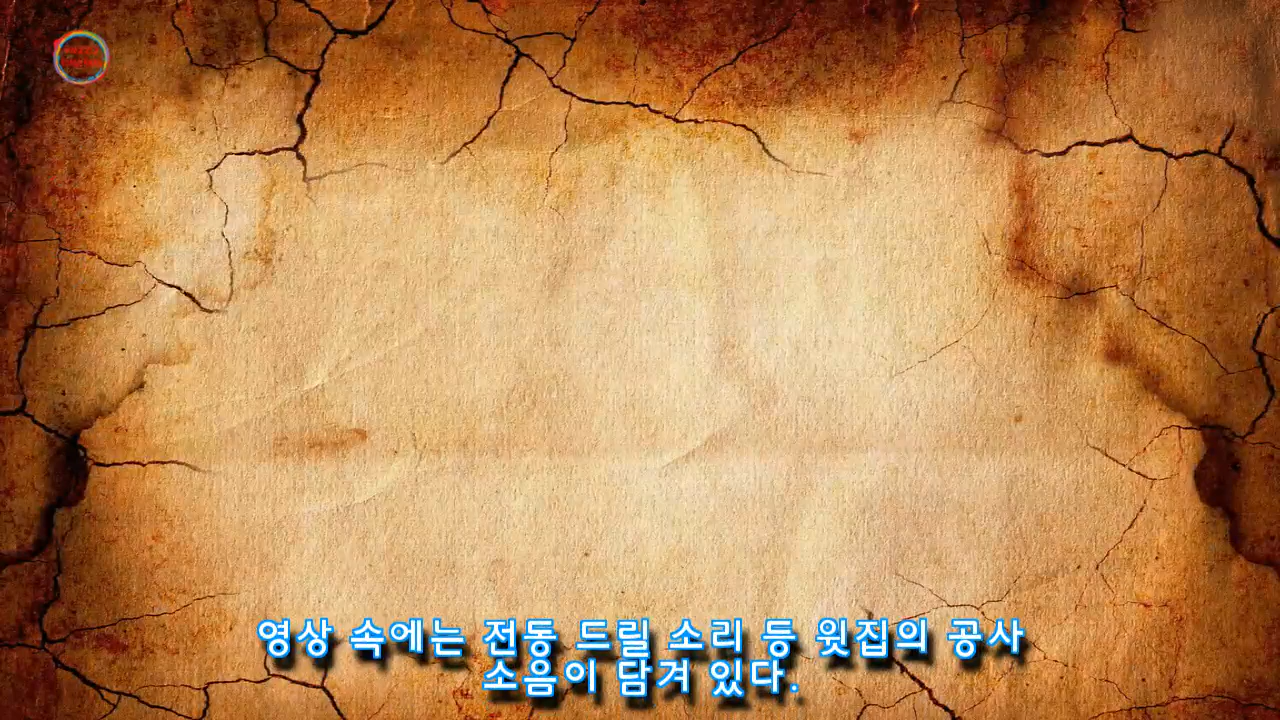 영상 속에는 전동 드릴 소리 등 윗집의 공사
소음이 담겨 있다.